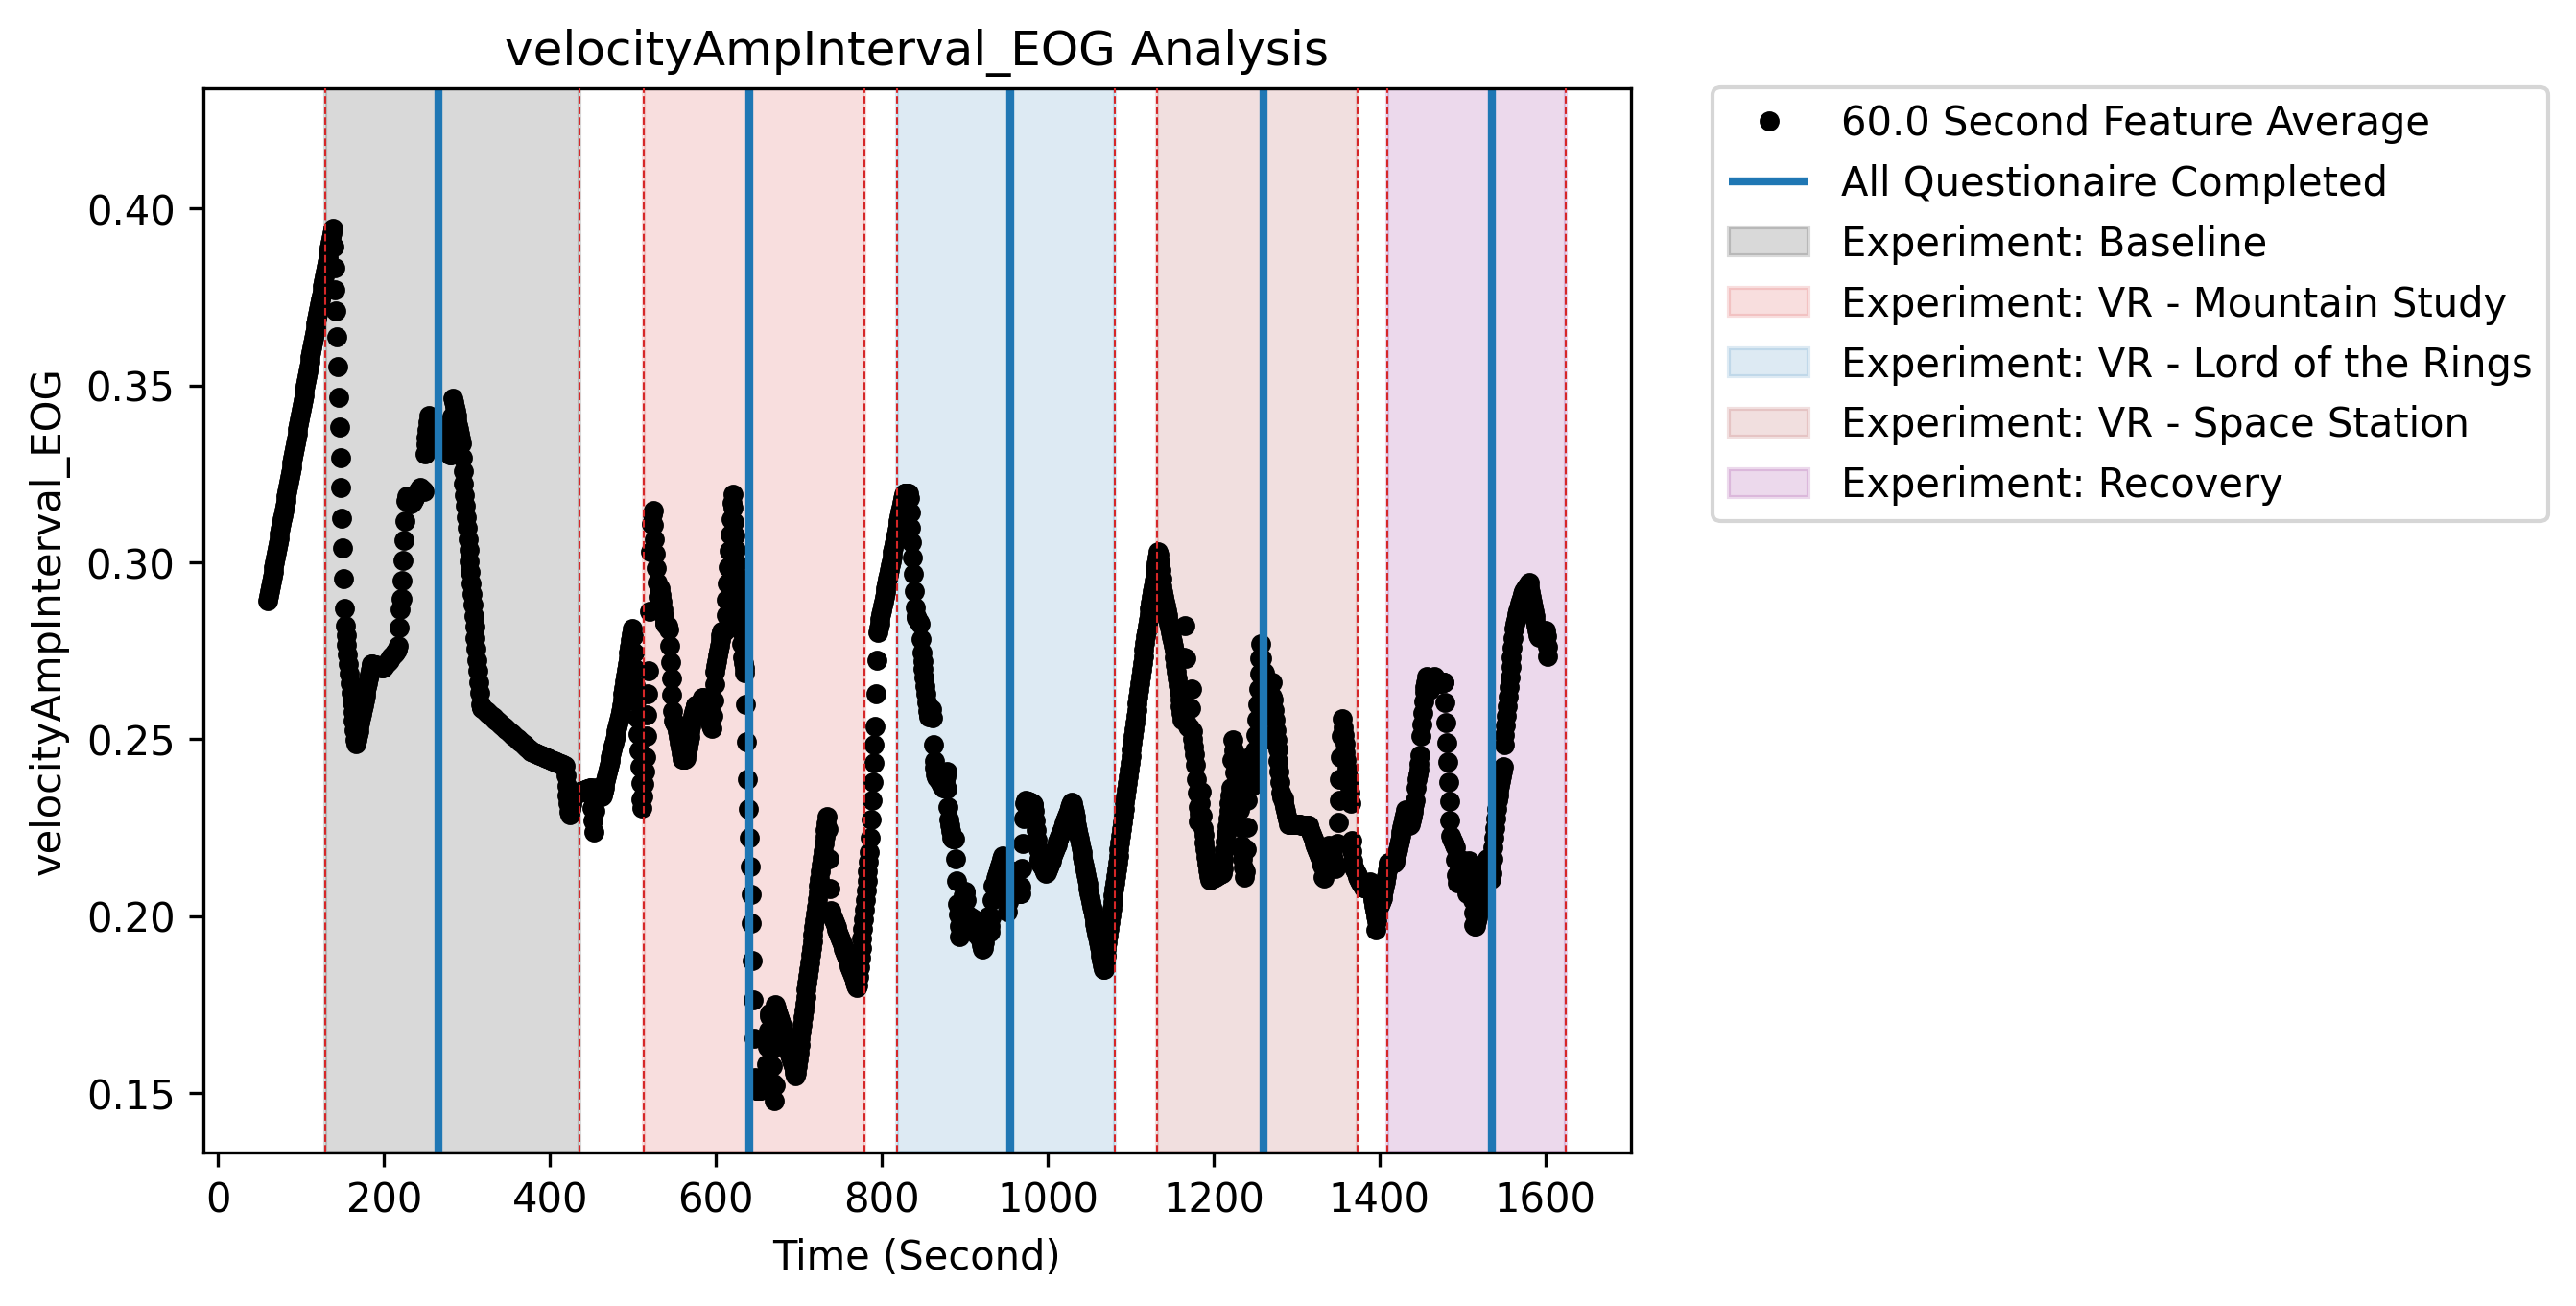 velocityAmpInterval_EOG Analysis
velocityAmpInterval_EOG
0.40
0.35
0.30
0.25
0.20
0.15
0 200 400 600 800 1000 1200 1400 1600
Time (Second)
60.0 Second Feature Average
All Questionaire Completed
Experiment: Baseline
Experiment: VR - Mountain Study
Experiment: VR - Lord of the Rings
Experiment: VR - Space Station
Experiment: Recovery